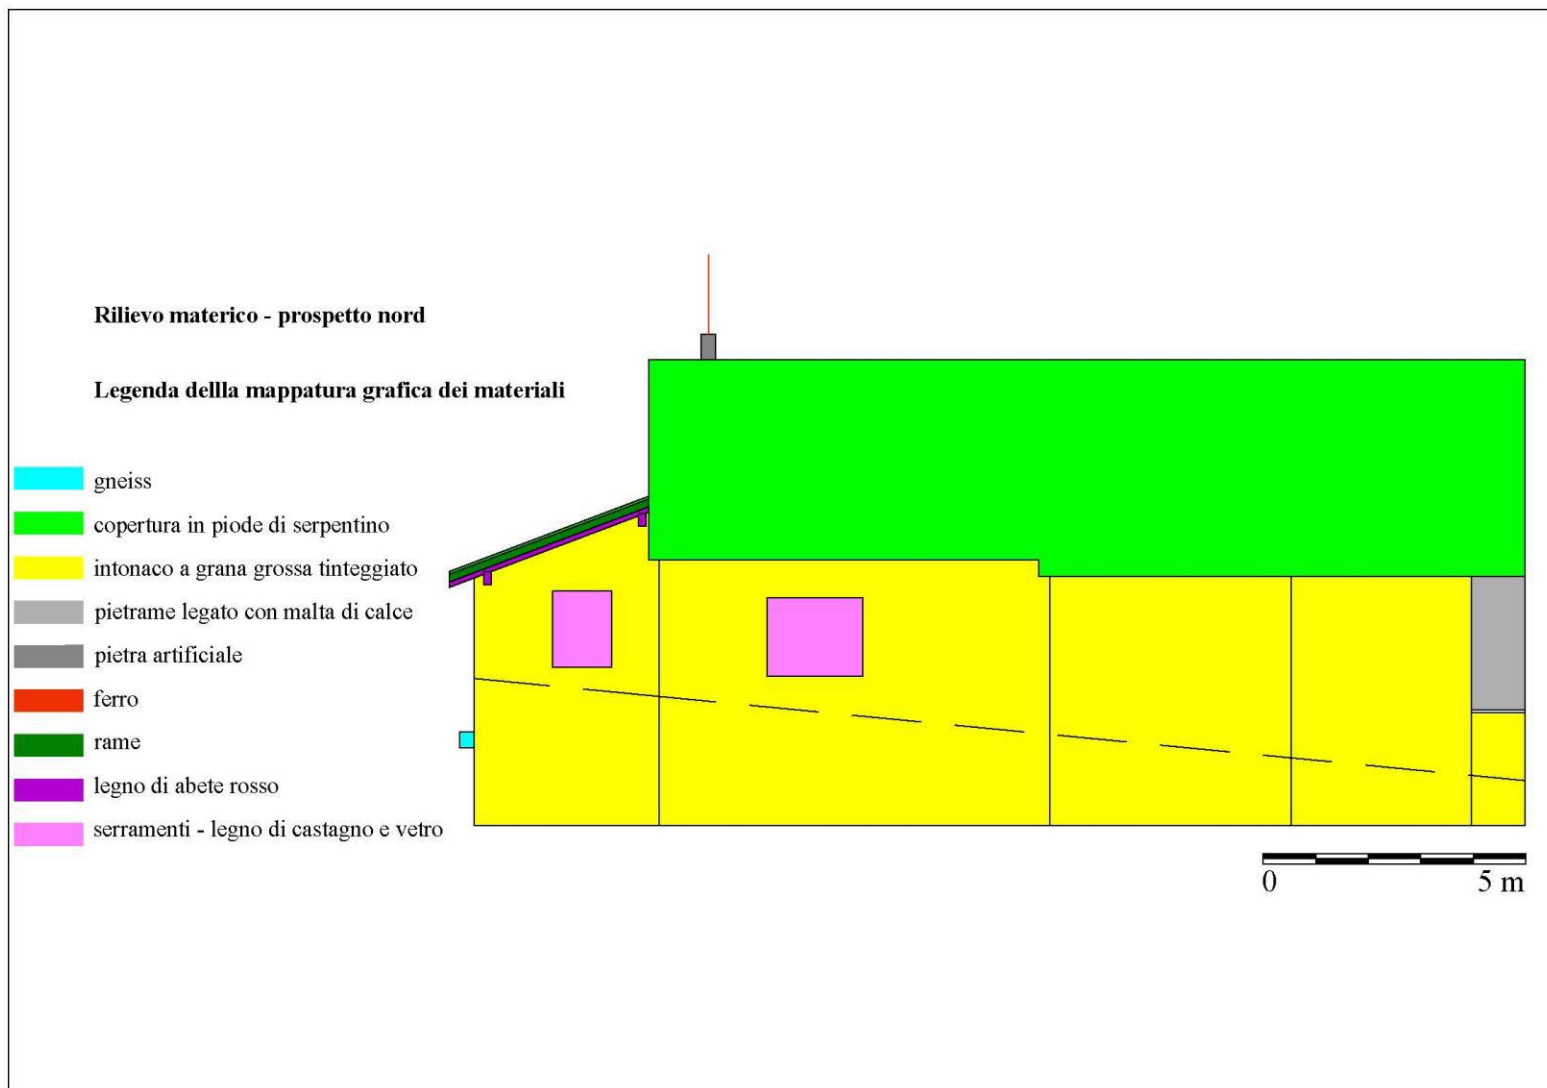 Rilievo materico - prospetto nord
Legenda dellla mappatura grafica dei materiali
gneiss
copertura in piode di serpentino
intonaco a grana grossa tinteggiato
pietrame legato con malta di calce
pietra artificiale
ferro
rame
legno di abete rosso
serramenti - legno di castagno e vetro
0 5 m